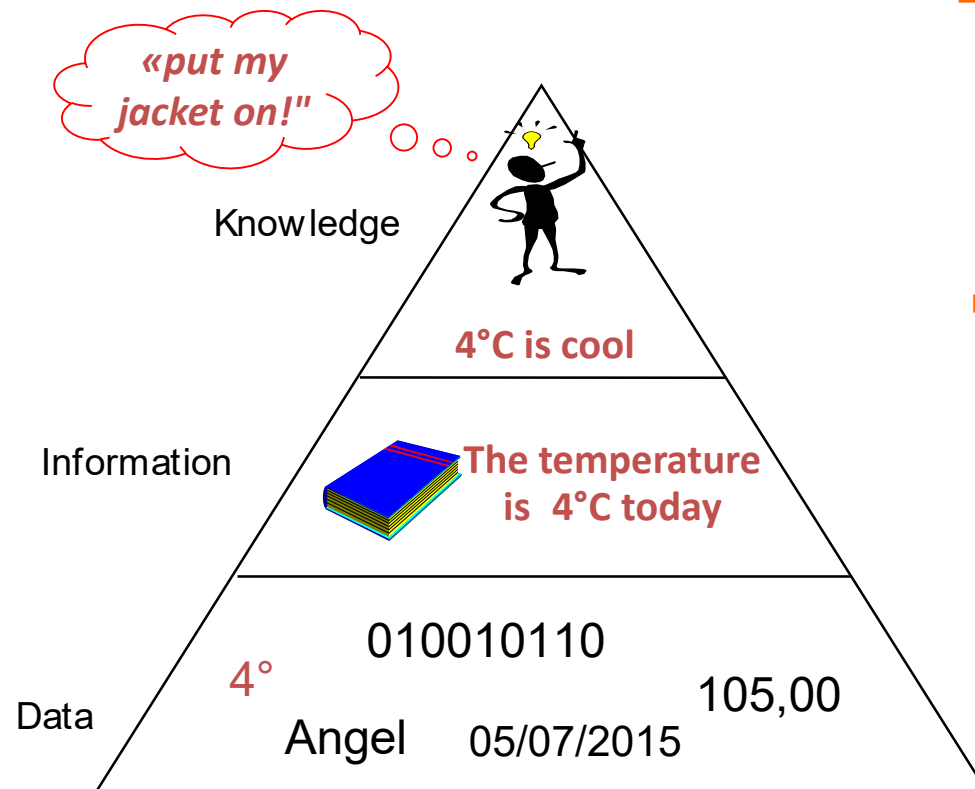 «put my
jacket on!"
Knowledge
4°C is cool
Information
The temperature
is 4°C today
Data
010010110
4°
105,00
Angel
05/07/2015